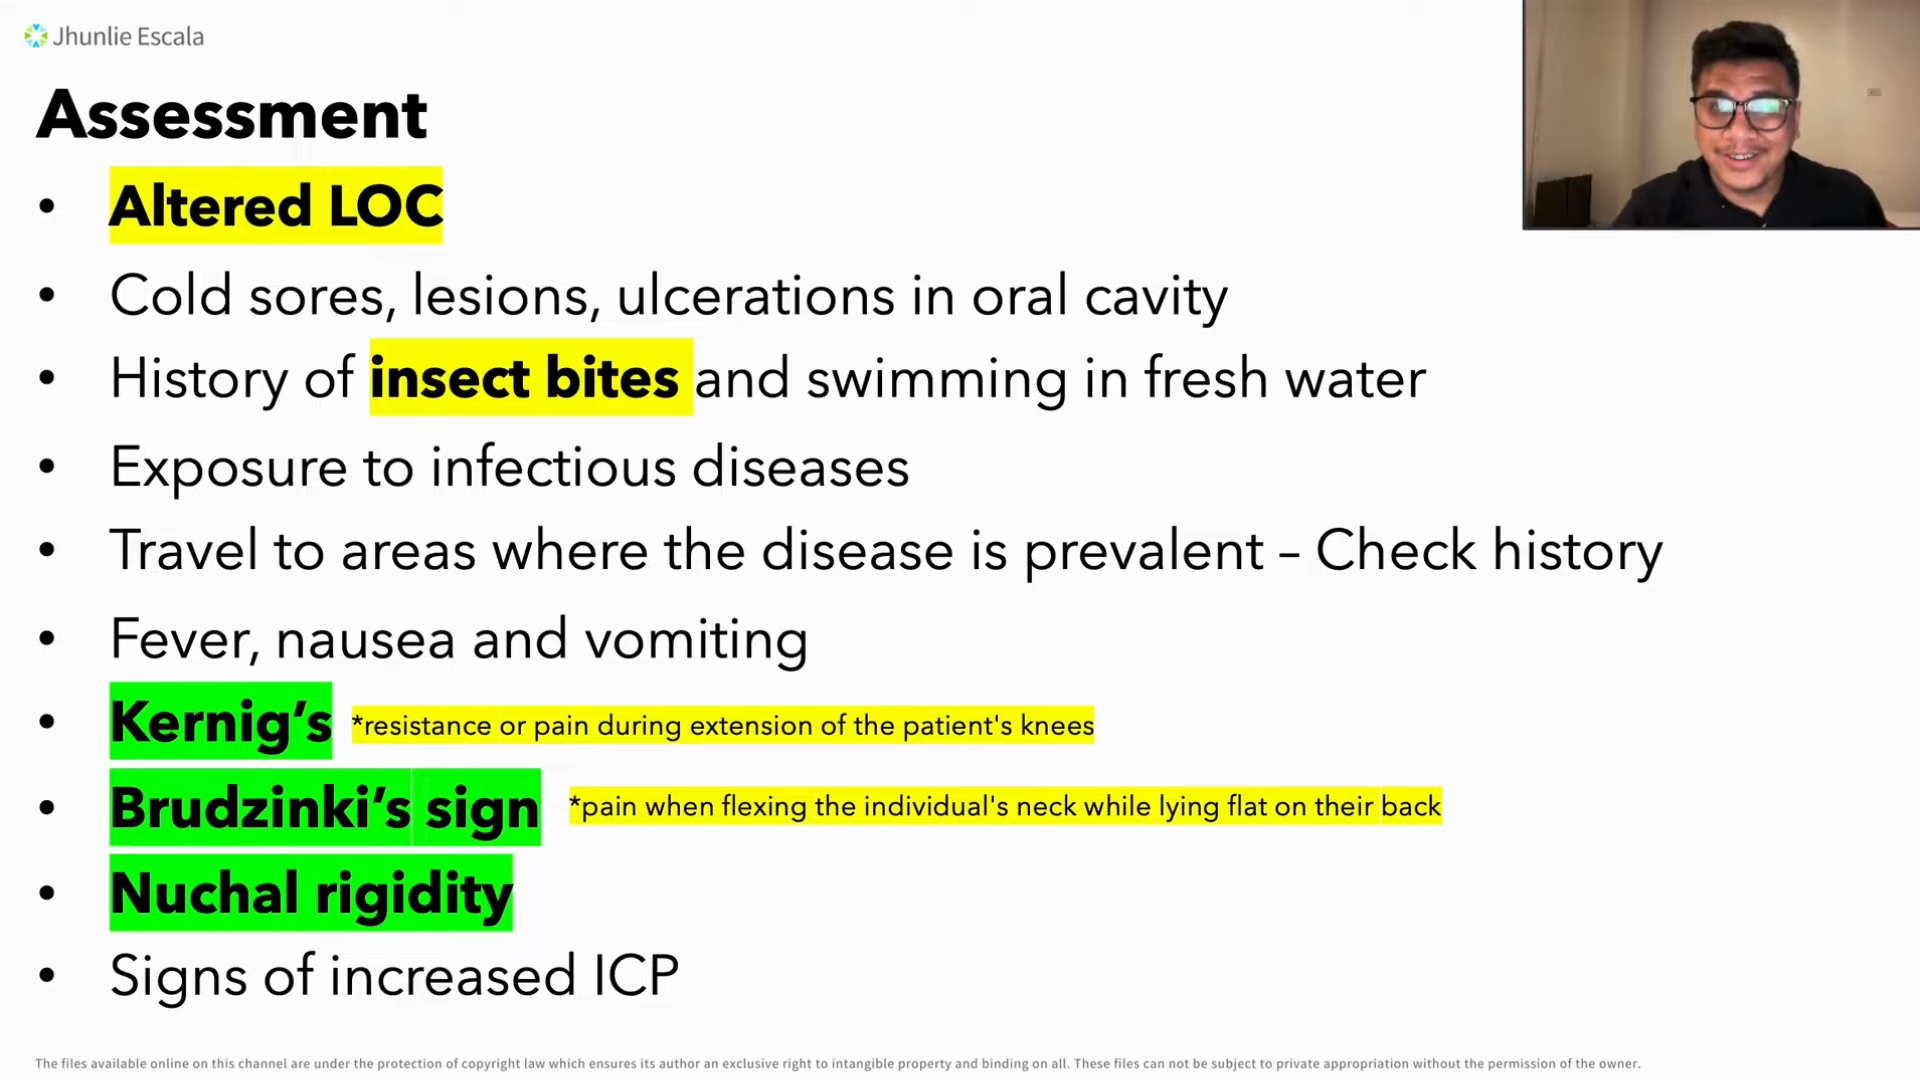 Jhunlie Escala
Assessment
• Altered LOC
• Cold sores, lesions, ulcerations in oral cavity
• History of insect bites and swimming in fresh water
• Exposure to infectious diseases
• Travel to areas where the disease is prevalent – Check history
• Fever, nausea and vomiting
• Kernig’s *resistance or pain during extension of the patient's knees
• Brudzinki’s sign *pain when flexing the individual's neck while lying flat on their back
• Nuchal rigidity
• Signs of increased ICP
The files available online on this channel are under the protection of copyright law which ensures its author an exclusive right to intangible property and binding on all. These files can not be subject to private appropriation without the permission of the owner.